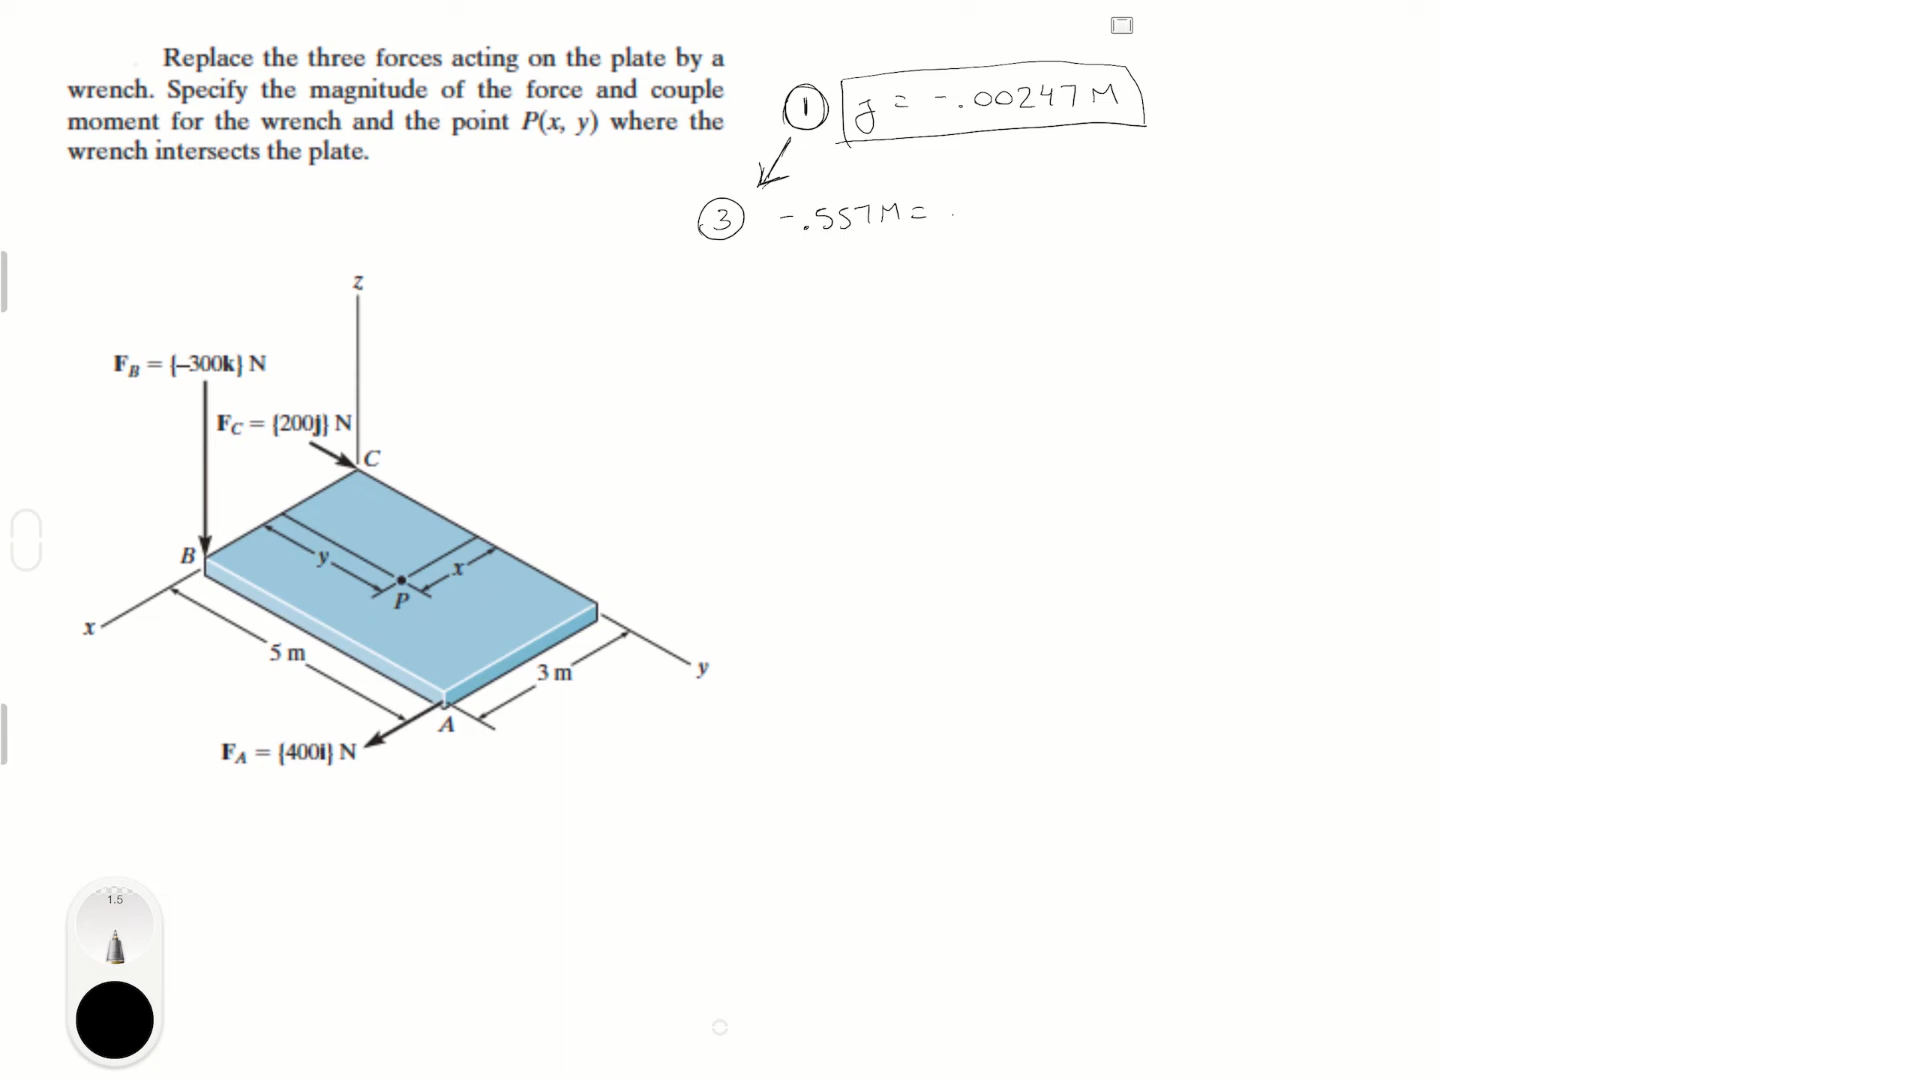 Replace the three forces acting on the plate by a
wrench. Specify the magnitude of the force and couple
moment for the wrench and the point P(x, y) where the
wrench intersects the plate.
① y = -.00247 M
③ -.557M =
z
F_B = {–300k} N
F_C = {200j} N
C
B
y
x
P
x
5 m
3 m
y
A
F_A = {400i} N
1.5